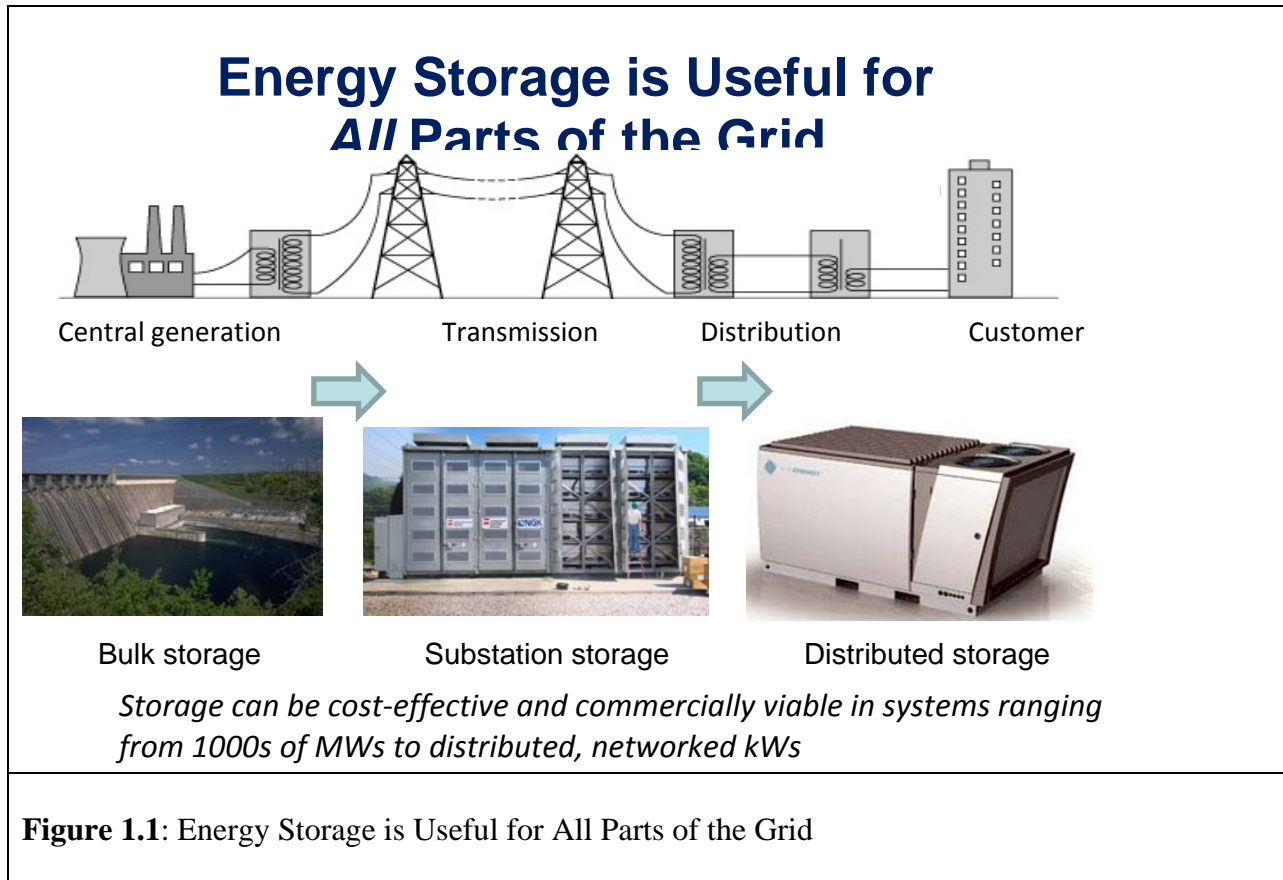 Energy Storage is Useful for
All Parts of the Grid
Central generation
Transmission
Distribution
Customer
NGK
ENERGY
Bulk storage
Substation storage
Distributed storage
Storage can be cost-effective and commercially viable in systems ranging
from 1000s of MWs to distributed, networked kWs
Figure 1.1: Energy Storage is Useful for All Parts of the Grid